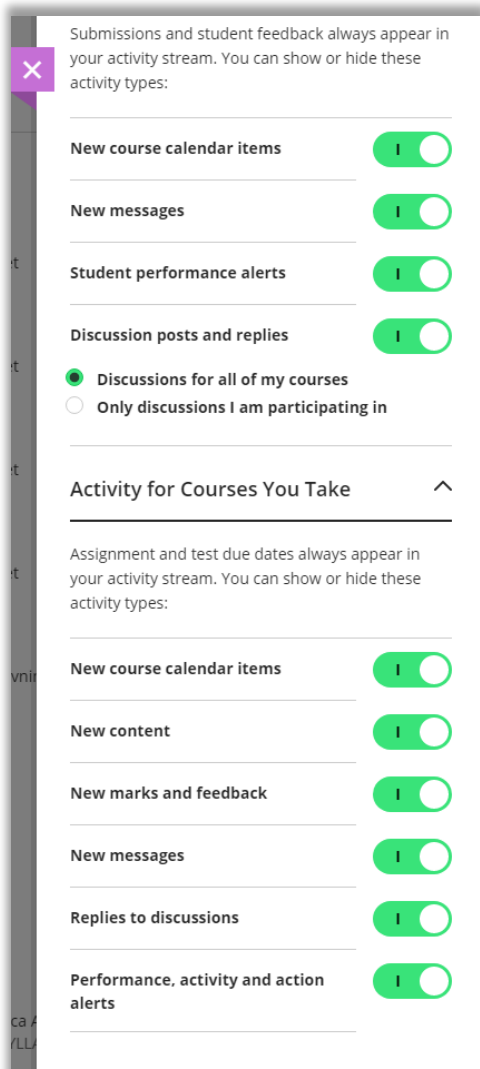 Submissions and student feedback always appear in
your activity stream. You can show or hide these
activity types:
New course calendar items
New messages
Student performance alerts
Discussion posts and replies
Discussions for all of my courses
Only discussions I am participating in
Activity for Courses You Take
Assignment and test due dates always appear in
your activity stream. You can show or hide these
activity types:
New course calendar items
New content
New marks and feedback
New messages
Replies to discussions
Performance, activity and action
alerts